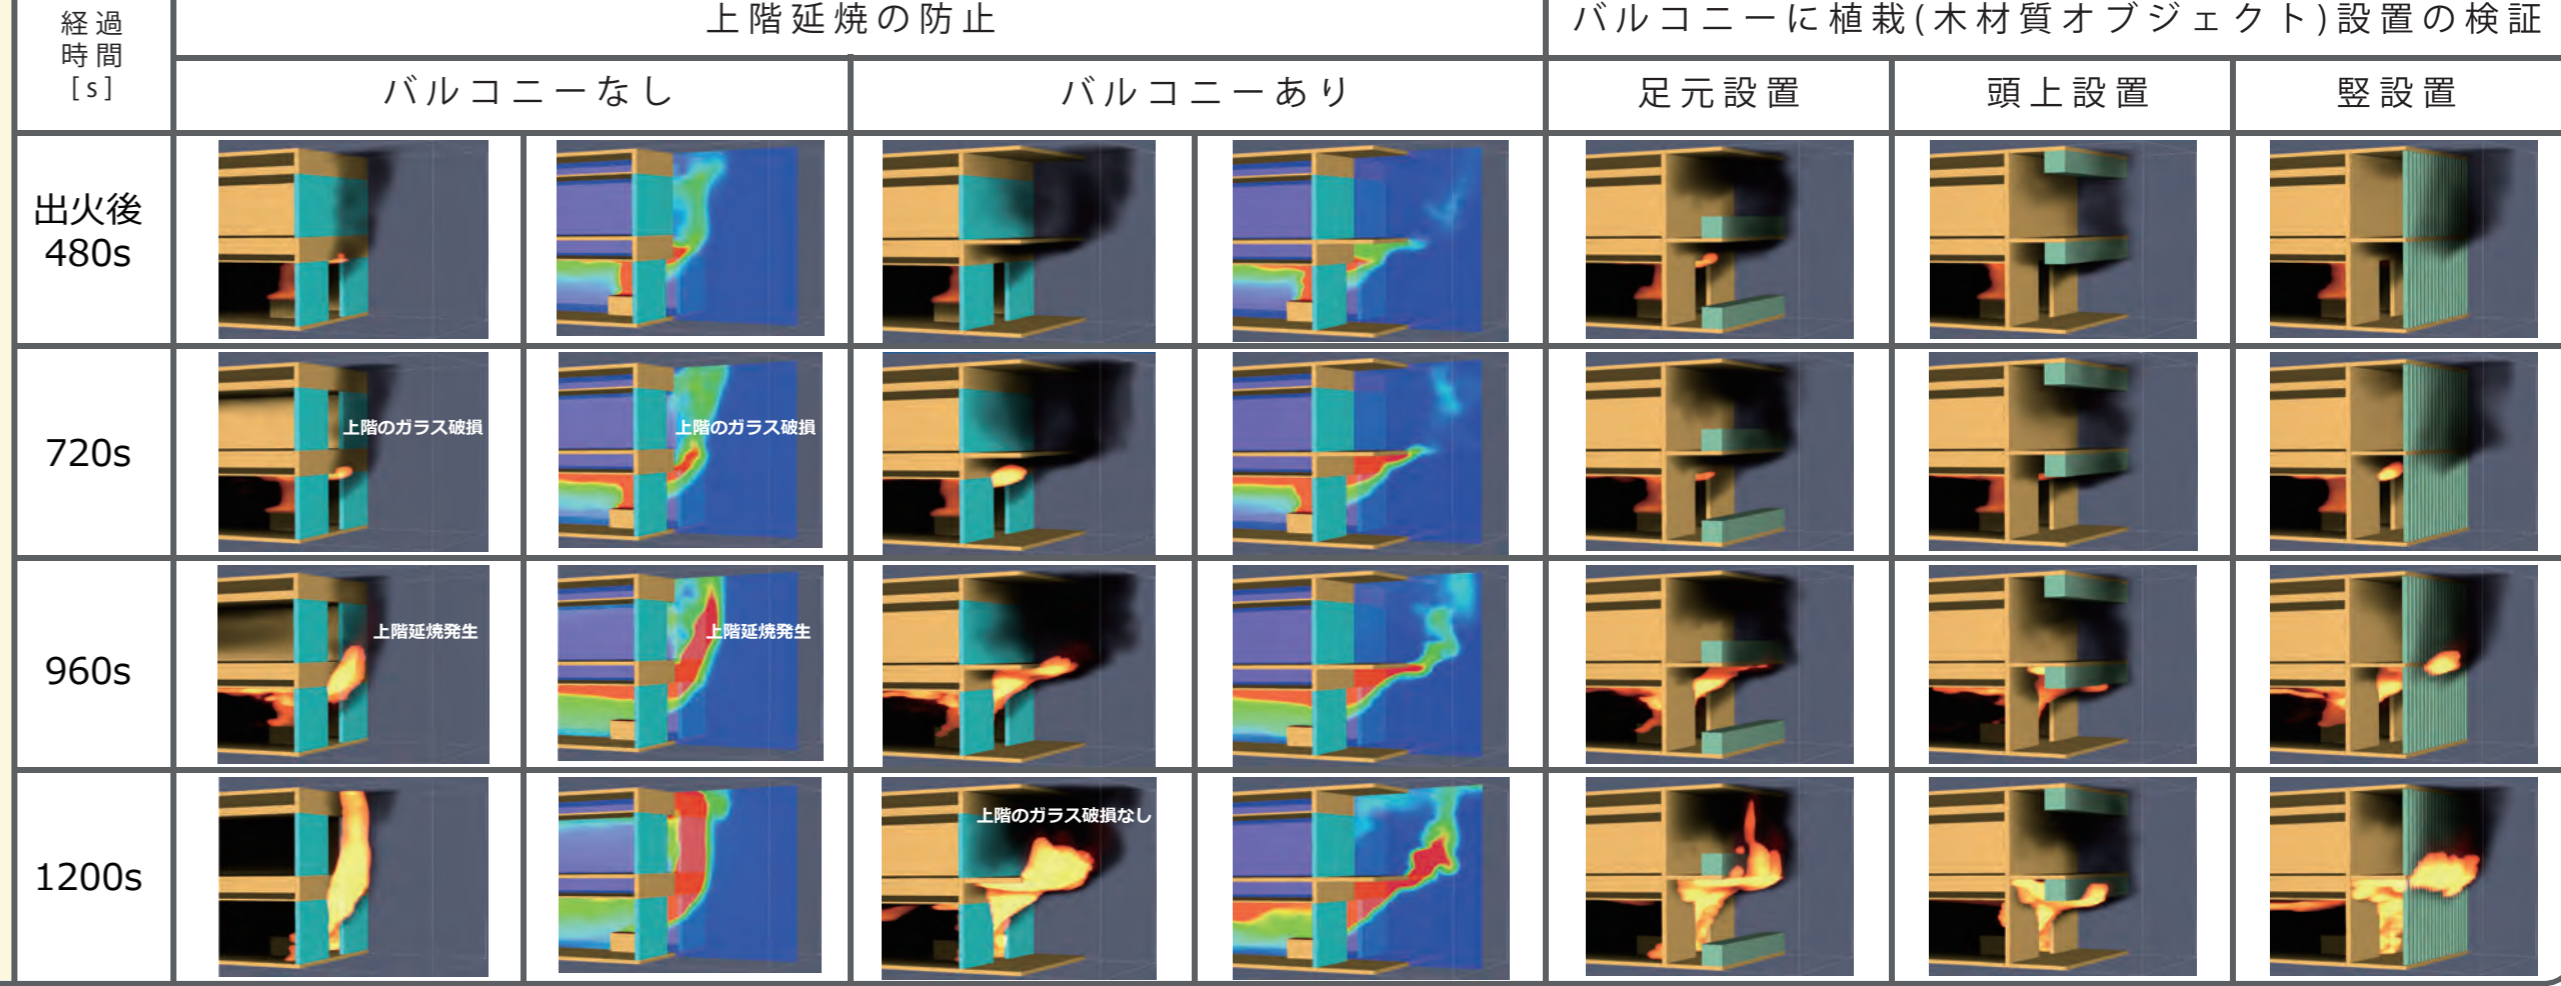 経過
時間
[s]
上階延焼の防止
バルコニーに植栽(木材質オブジェクト)設置の検証
バルコニーなし
バルコニーあり
足元設置
頭上設置
竪設置
出火後
480s
720s
上階のガラス破損
上階のガラス破損
960s
上階延焼発生
上階延焼発生
1200s
上階のガラス破損なし